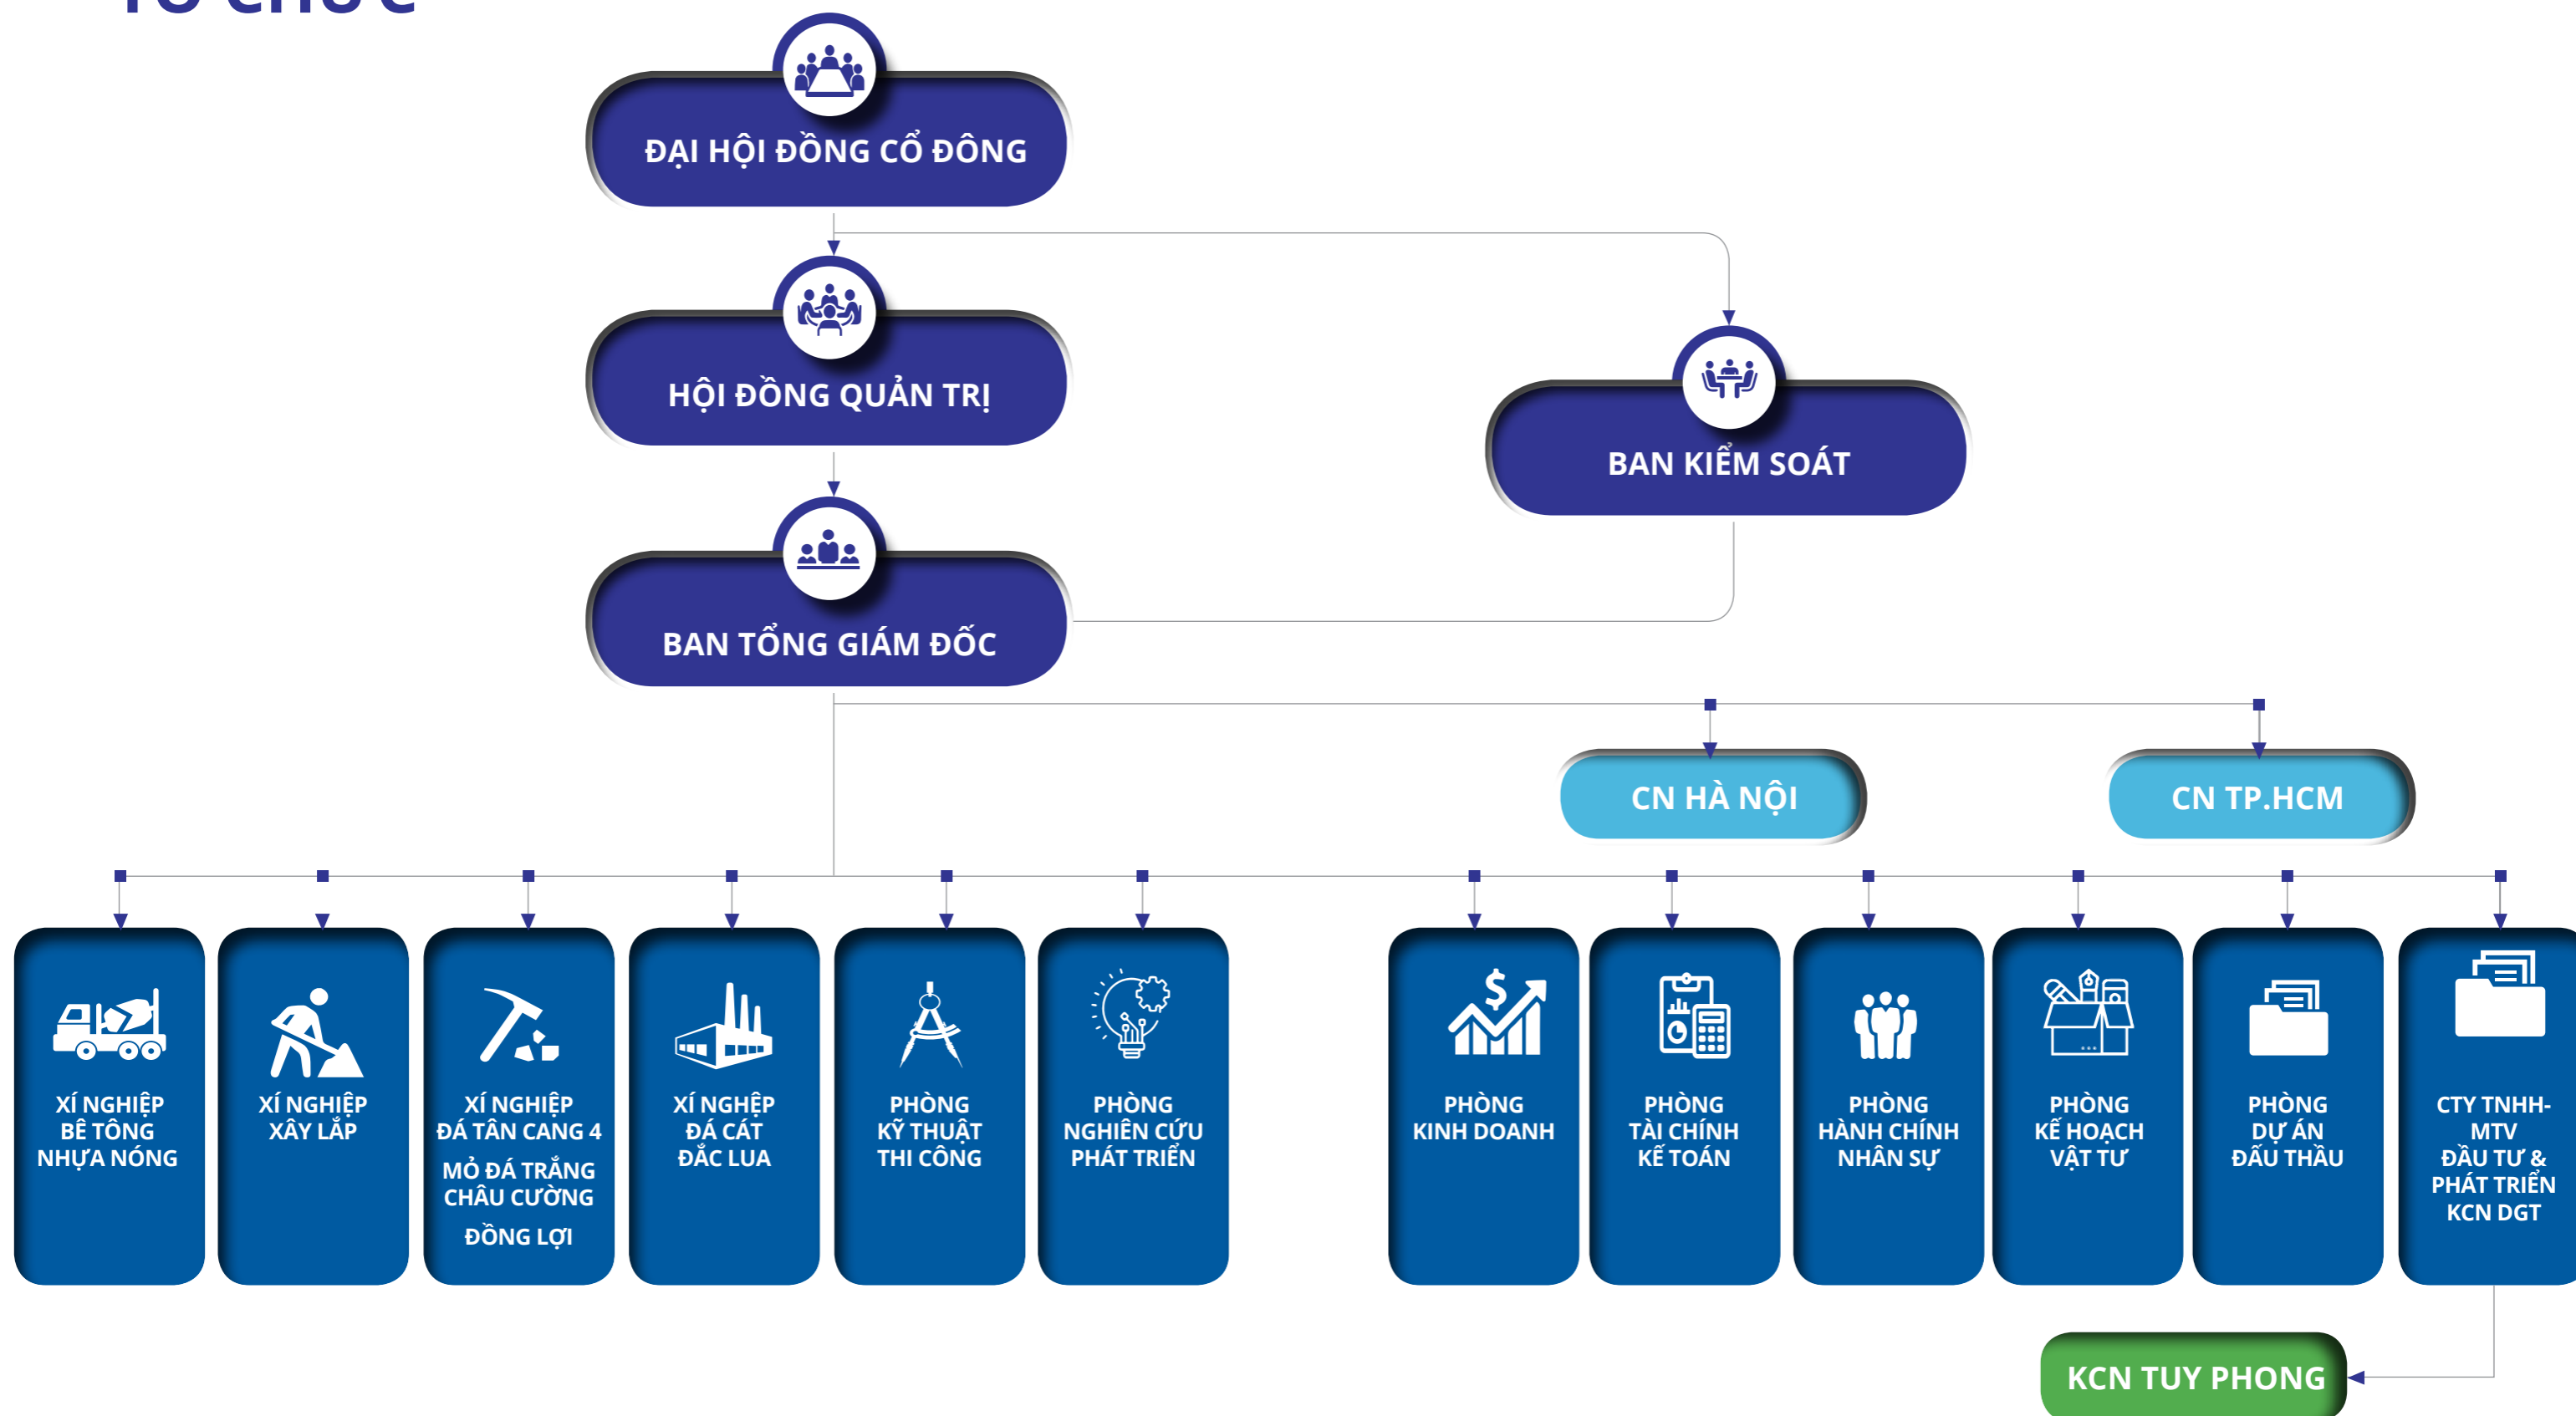 TỔ CHỨC
ĐẠI HỘI ĐỒNG CỔ ĐÔNG
HỘI ĐỒNG QUẢN TRỊ
BAN KIỂM SOÁT
BAN TỔNG GIÁM ĐỐC
CN HÀ NỘI
CN TP.HCM
XÍ NGHIỆP
BÊ TÔNG
NHỰA NÓNG
XÍ NGHIỆP
XÂY LẮP
XÍ NGHIỆP
ĐÁ TÂN CANG 4
MỎ ĐÁ TRẮNG
CHÂU CƯỜNG
ĐỒNG LỢI
XÍ NGHỆP
ĐÁ CÁT
ĐẮC LUA
PHÒNG
KỸ THUẬT
THI CÔNG
PHÒNG
NGHIÊN CỨU
PHÁT TRIỂN
PHÒNG
KINH DOANH
PHÒNG
TÀI CHÍNH
KẾ TOÁN
PHÒNG
HÀNH CHÍNH
NHÂN SỰ
PHÒNG
KẾ HOẠCH
VẬT TƯ
PHÒNG
DỰ ÁN
ĐẤU THẦU
CTY TNHH-
MTV
ĐẦU TƯ &
PHÁT TRIỂN
KCN DGT
KCN TUY PHONG